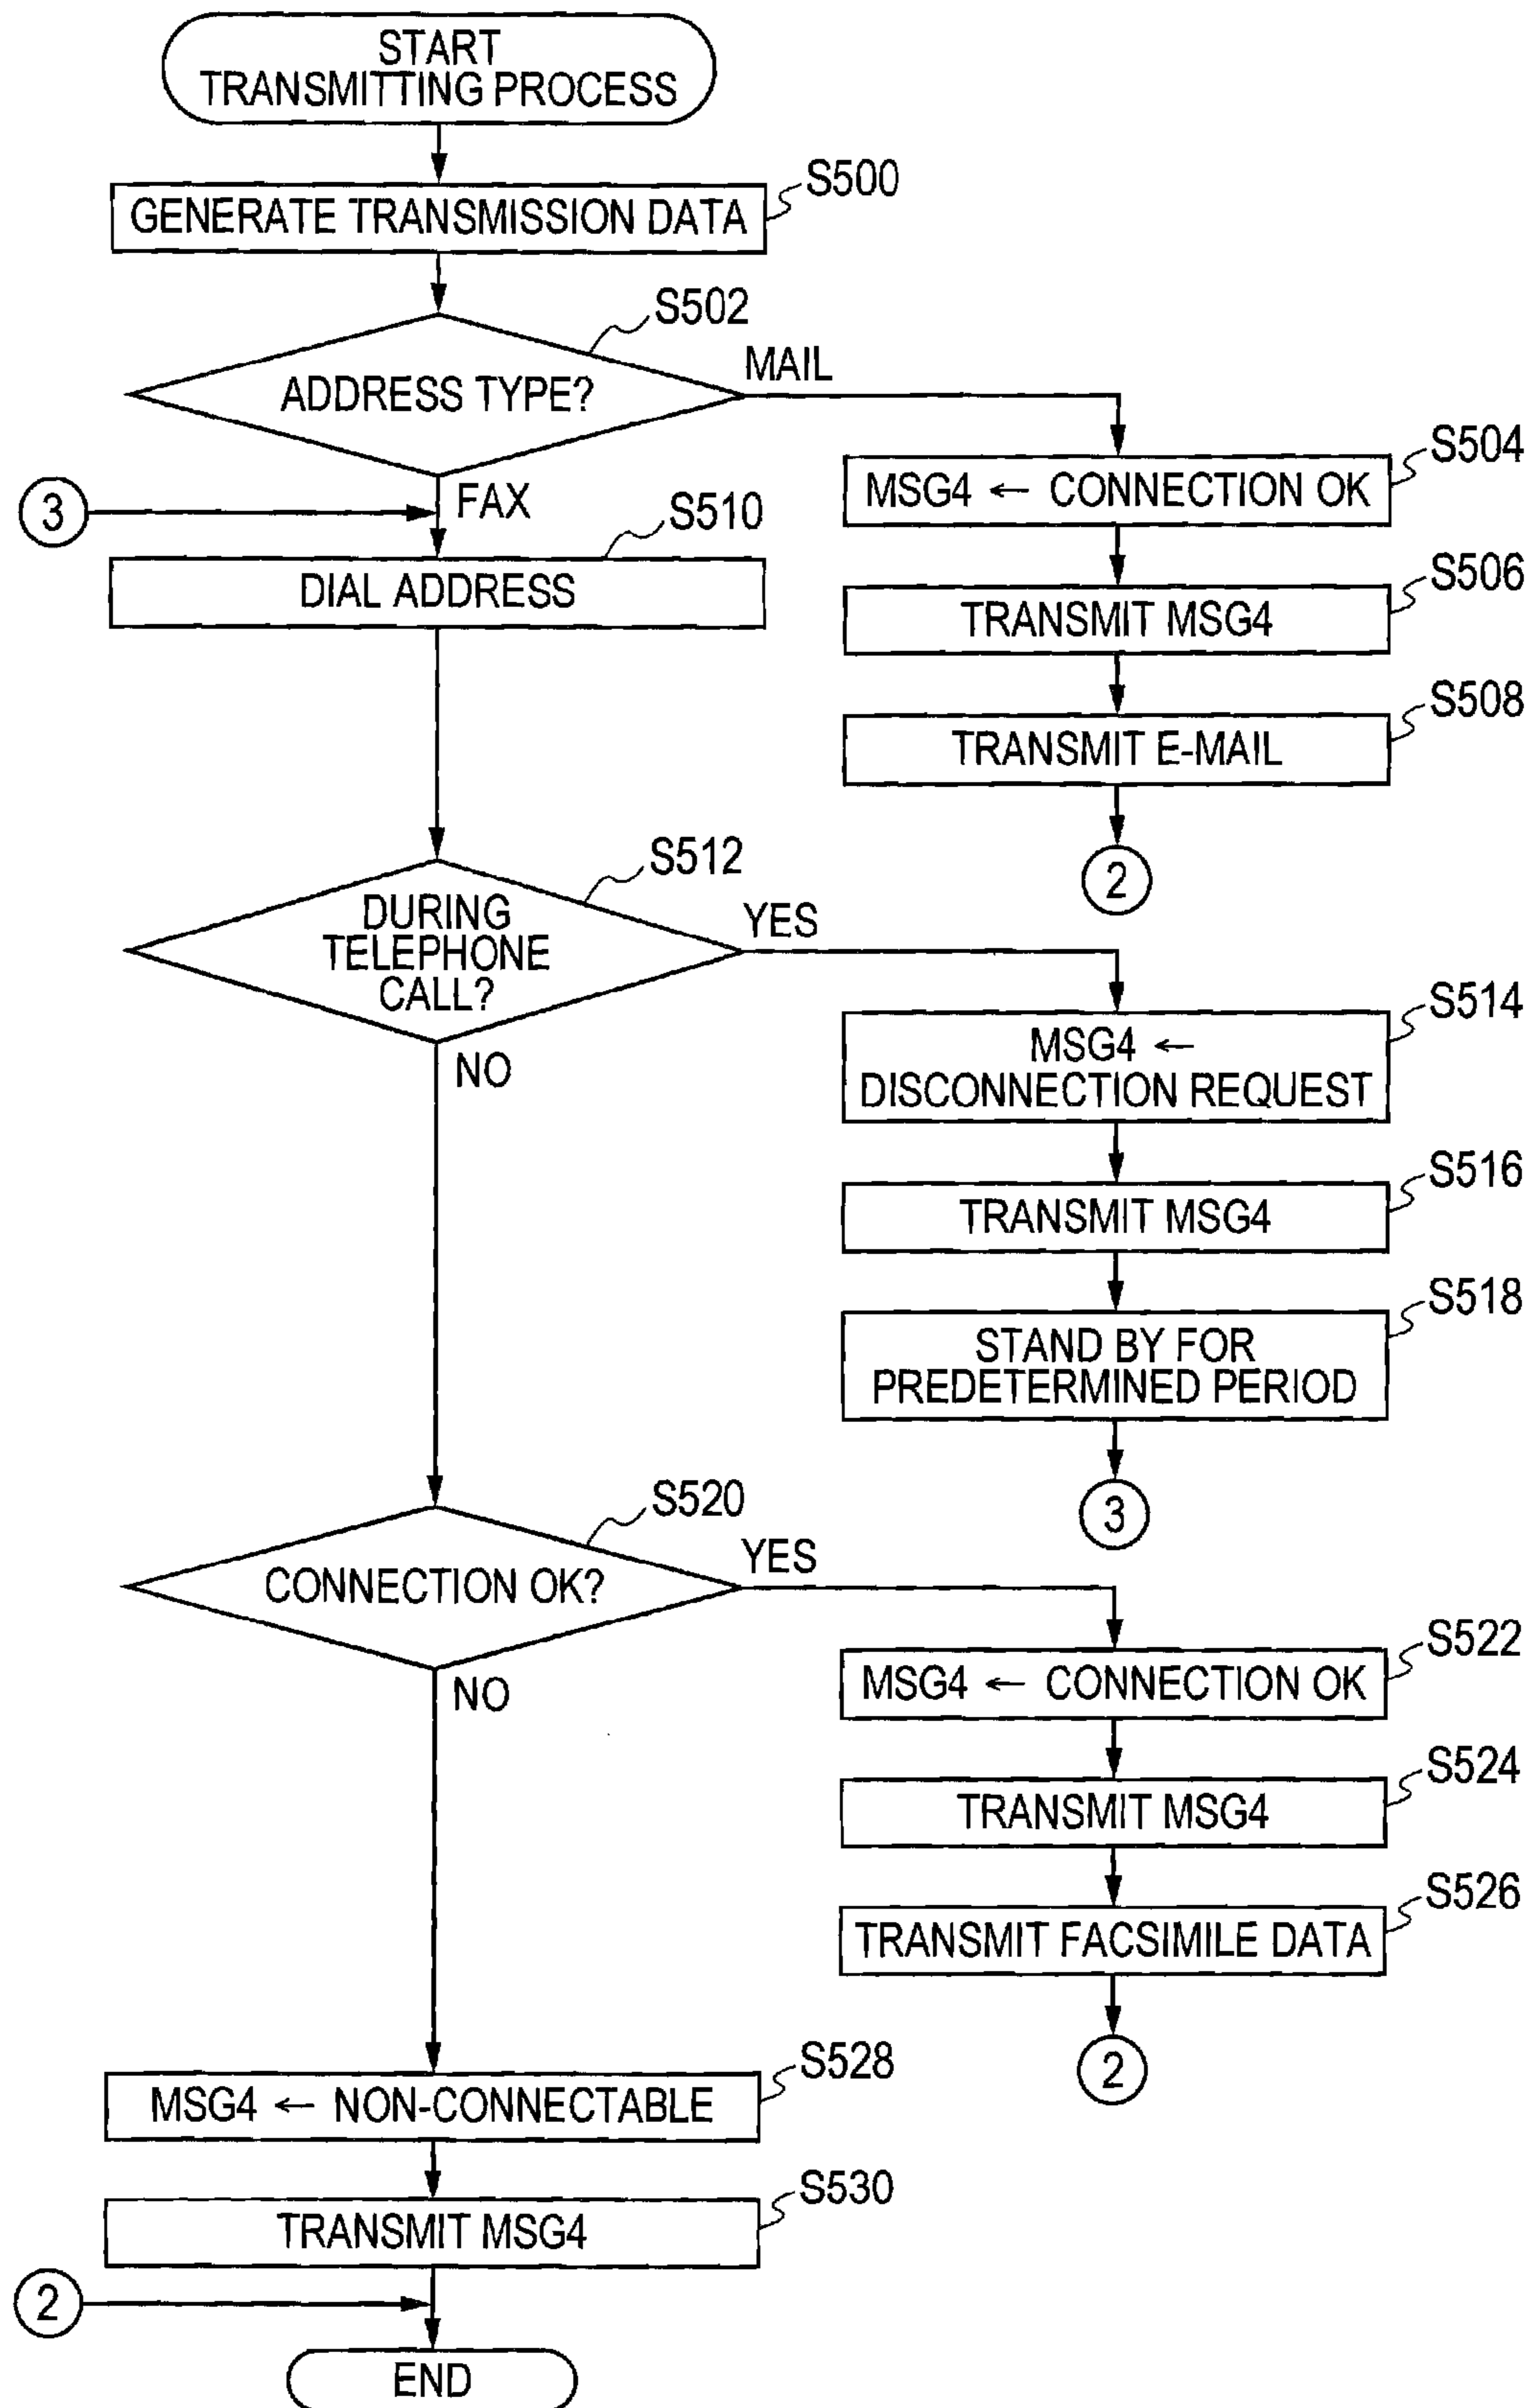 START
TRANSMITTING PROCESS
S500
GENERATE TRANSMISSION DATA
S502
ADDRESS TYPE?
MAIL
FAX
3
S504
MSG4 ← CONNECTION OK
S506
TRANSMIT MSG4
S508
TRANSMIT E-MAIL
2
S510
DIAL ADDRESS
S512
DURING
TELEPHONE
CALL?
YES
NO
S514
MSG4 ←
DISCONNECTION REQUEST
S516
TRANSMIT MSG4
S518
STAND BY FOR
PREDETERMINED PERIOD
3
S520
CONNECTION OK?
YES
NO
S522
MSG4 ← CONNECTION OK
S524
TRANSMIT MSG4
S526
TRANSMIT FACSIMILE DATA
2
S528
MSG4 ← NON-CONNECTABLE
S530
TRANSMIT MSG4
2
END